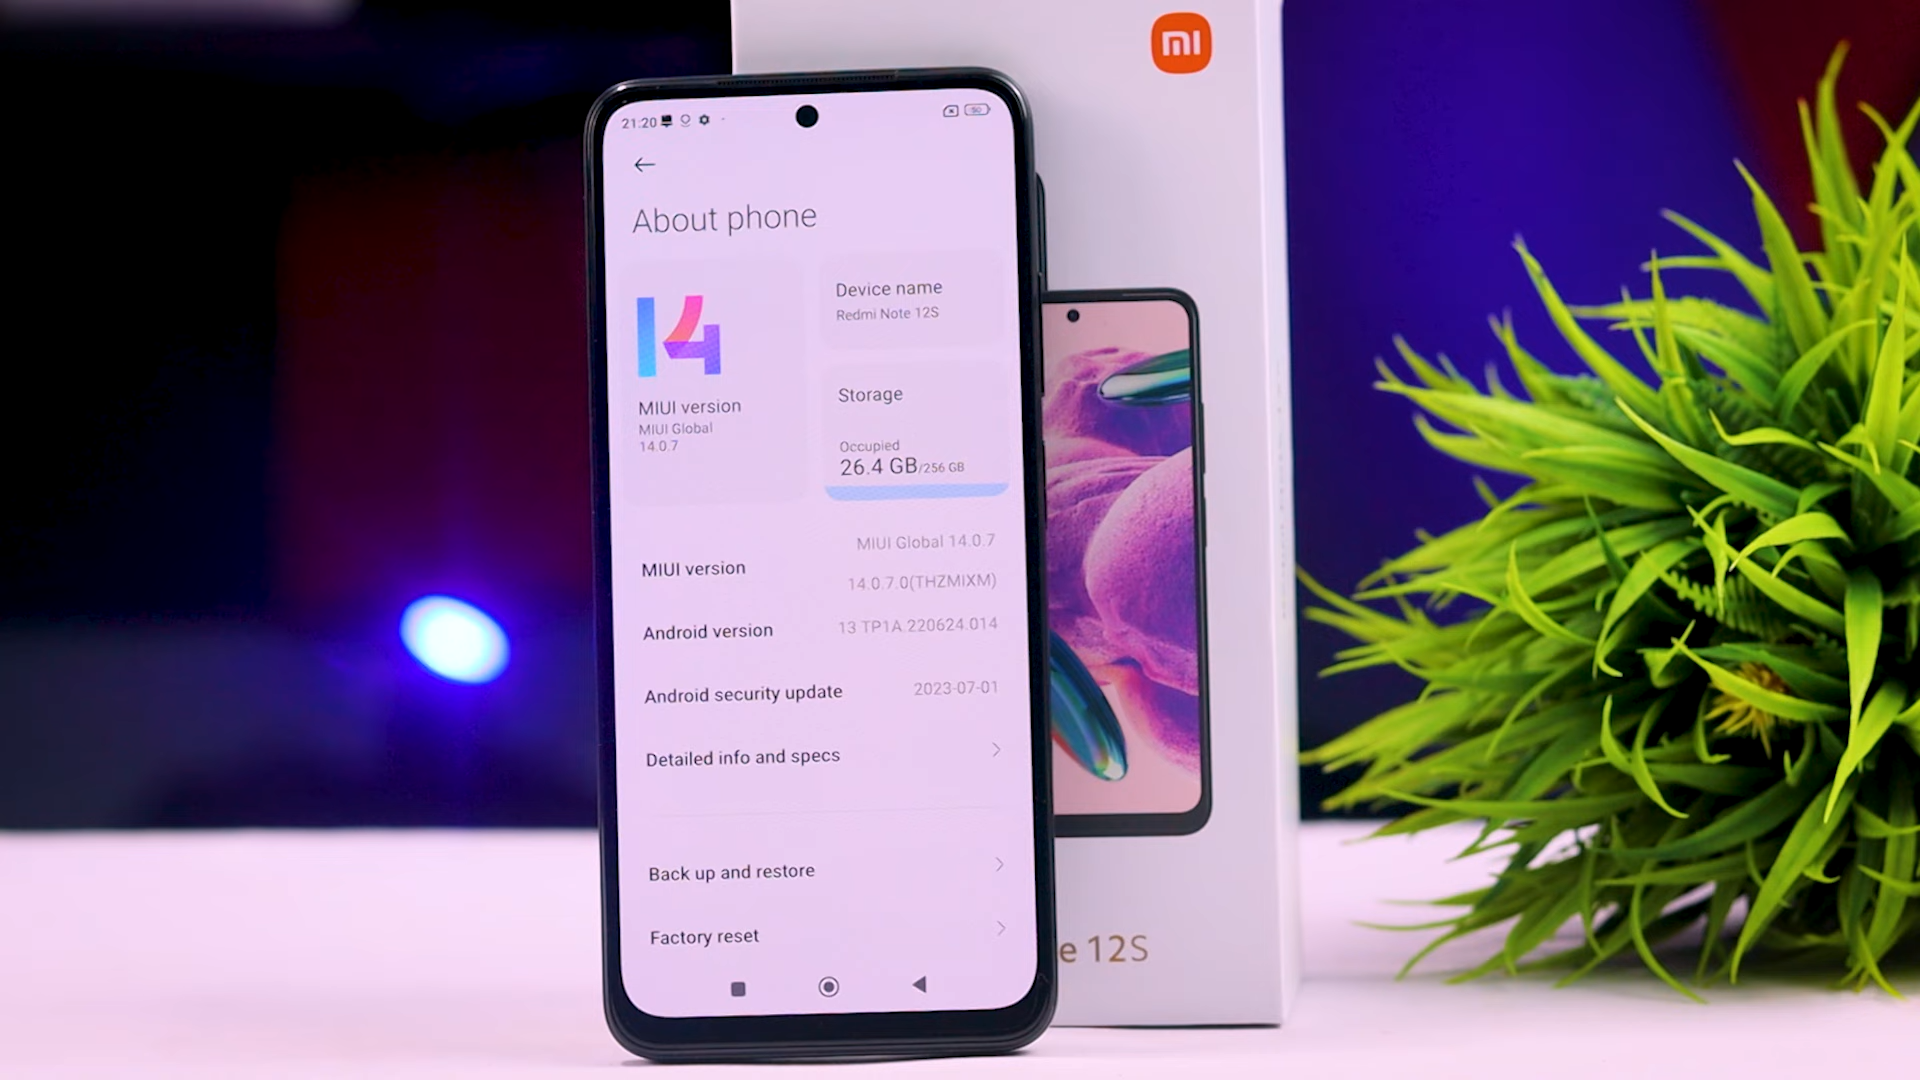 21:20
50
About phone
14
MIUI version
MIUI Global
14.0.7
Device name
Redmi Note 12S
Storage
Occupied
26.4 GB/256 GB
MIUI version
MIUI Global 14.0.7
14.0.7.0(THZMIXM)
Android version
13 TP1A.220624.014
Android security update
2023-07-01
Detailed info and specs
Back up and restore
Factory reset
mi
e 12S